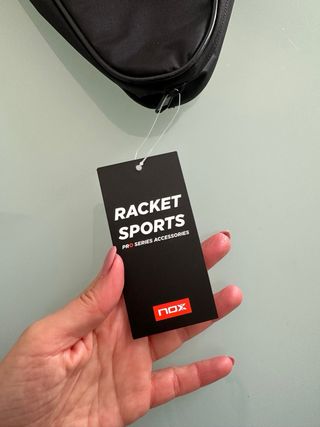 RACKET
SPORTS
PRO SERIES ACCESSORIES
nox